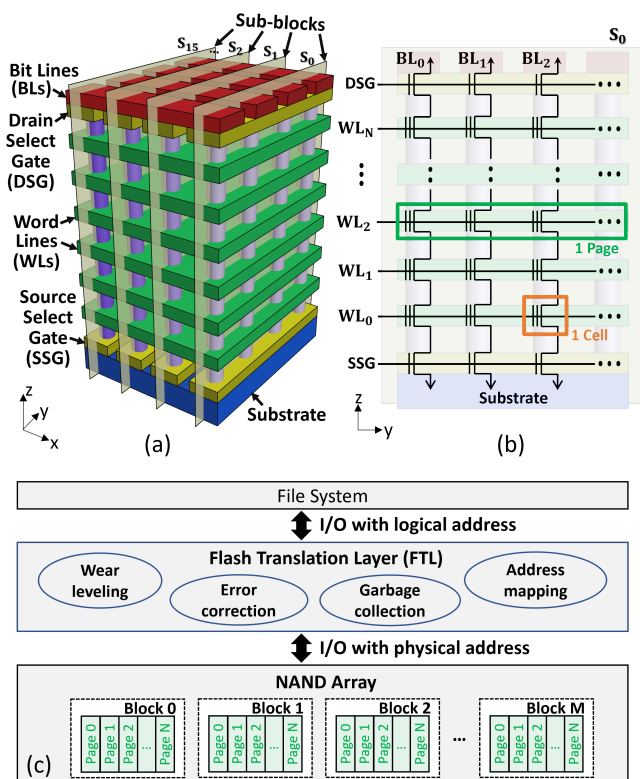 Sub-blocks
S15 ... S2 S1 S0
Bit Lines
(BLs)
Drain
Select
Gate
(DSG)
Word
Lines
(WLs)
Source
Select
Gate
(SSG)
Substrate
z
y
x
(a)
S0
BL0 BL1 BL2
DSG
WLN
WL2
1 Page
WL1
WL0
1 Cell
SSG
Substrate
z
y
(b)
File System
I/O with logical address
Flash Translation Layer (FTL)
Wear
leveling
Error
correction
Garbage
collection
Address
mapping
I/O with physical address
NAND Array
Block 0
Page 0 Page 1 Page 2 : Page N
Block 1
Page 0 Page 1 Page 2 : Page N
Block 2
Page 0 Page 1 Page 2 : Page N
...
Block M
Page 0 Page 1 Page 2 : Page N
(c)